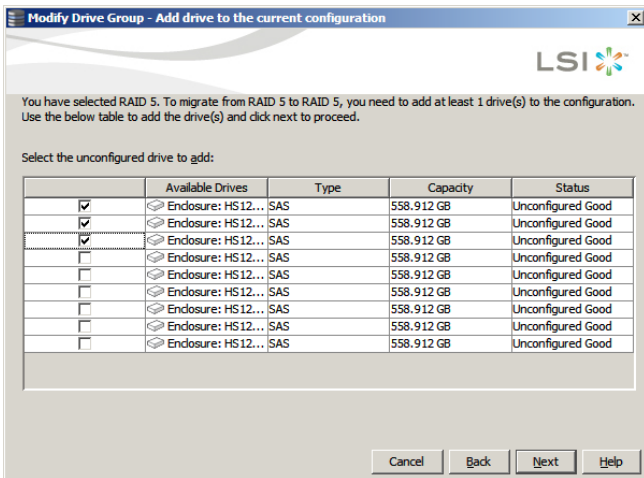 Modify Drive Group - Add drive to the current configuration
LSI
You have selected RAID 5. To migrate from RAID 5 to RAID 5, you need to add at least 1 drive(s) to the configuration.
Use the below table to add the drive(s) and click next to proceed.
Select the unconfigured drive to add:
Available Drives Type Capacity Status
Enclosure: HS12... SAS 558.912 GB Unconfigured Good
Enclosure: HS12... SAS 558.912 GB Unconfigured Good
Enclosure: HS12... SAS 558.912 GB Unconfigured Good
Enclosure: HS12... SAS 558.912 GB Unconfigured Good
Enclosure: HS12... SAS 558.912 GB Unconfigured Good
Enclosure: HS12... SAS 558.912 GB Unconfigured Good
Enclosure: HS12... SAS 558.912 GB Unconfigured Good
Enclosure: HS12... SAS 558.912 GB Unconfigured Good
Enclosure: HS12... SAS 558.912 GB Unconfigured Good
Cancel Back Next Help